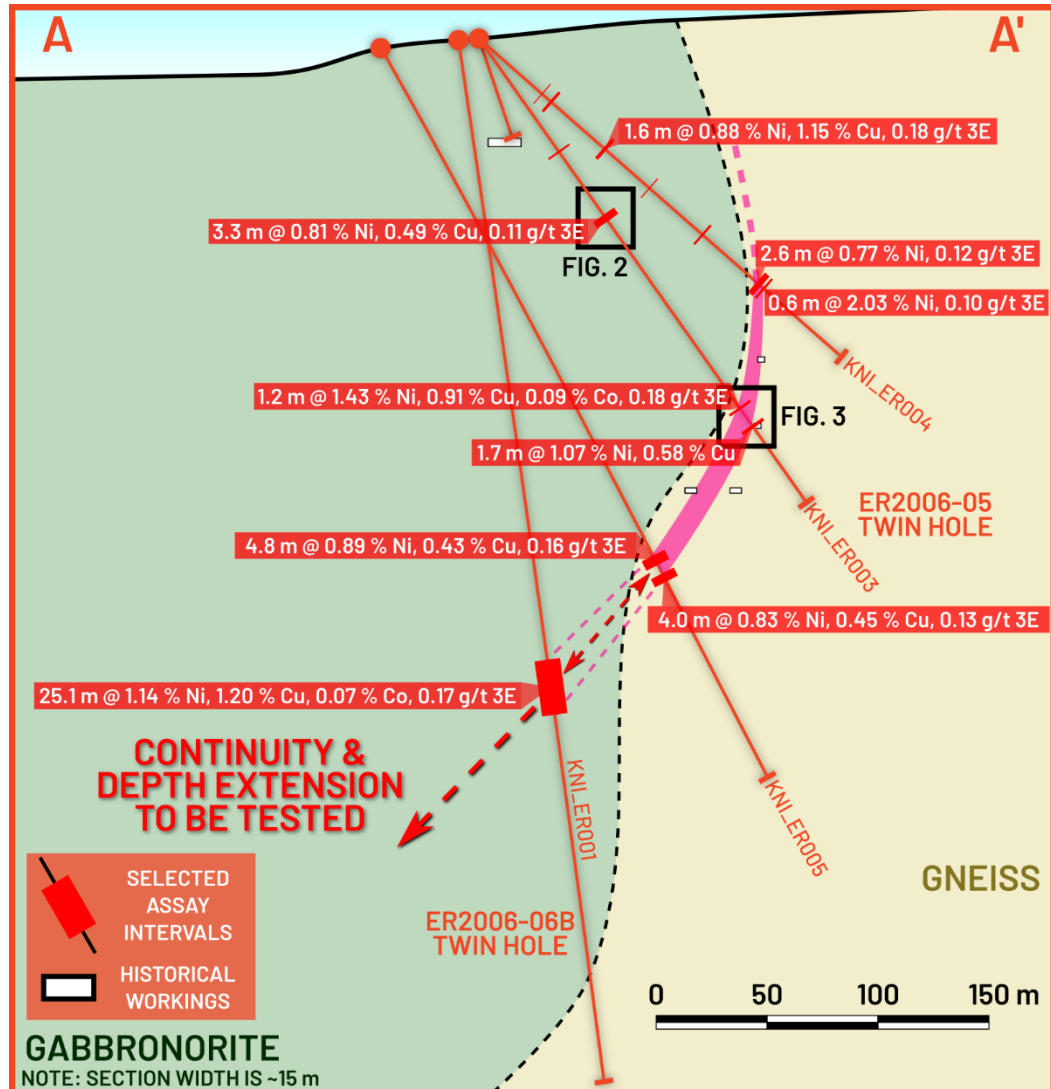 A
A'
1.6 m @ 0.88 % Ni, 1.15 % Cu, 0.18 g/t 3E
3.3 m @ 0.81 % Ni, 0.49 % Cu, 0.11 g/t 3E
FIG. 2
2.6 m @ 0.77 % Ni, 0.12 g/t 3E
0.6 m @ 2.03 % Ni, 0.10 g/t 3E
KNI_ER004
1.2 m @ 1.43 % Ni, 0.91 % Cu, 0.09 % Co, 0.18 g/t 3E
FIG. 3
1.7 m @ 1.07 % Ni, 0.58 % Cu
ER2006-05
TWIN HOLE
KNI_ER003
4.8 m @ 0.89 % Ni, 0.43 % Cu, 0.16 g/t 3E
4.0 m @ 0.83 % Ni, 0.45 % Cu, 0.13 g/t 3E
25.1 m @ 1.14 % Ni, 1.20 % Cu, 0.07 % Co, 0.17 g/t 3E
CONTINUITY &
DEPTH EXTENSION
TO BE TESTED
KNI_ER001
KNI_ER005
GNEISS
SELECTED
ASSAY
INTERVALS
HISTORICAL
WORKINGS
ER2006-06B
TWIN HOLE
0 50 100 150 m
GABBRONORITE
NOTE: SECTION WIDTH IS ~15 m